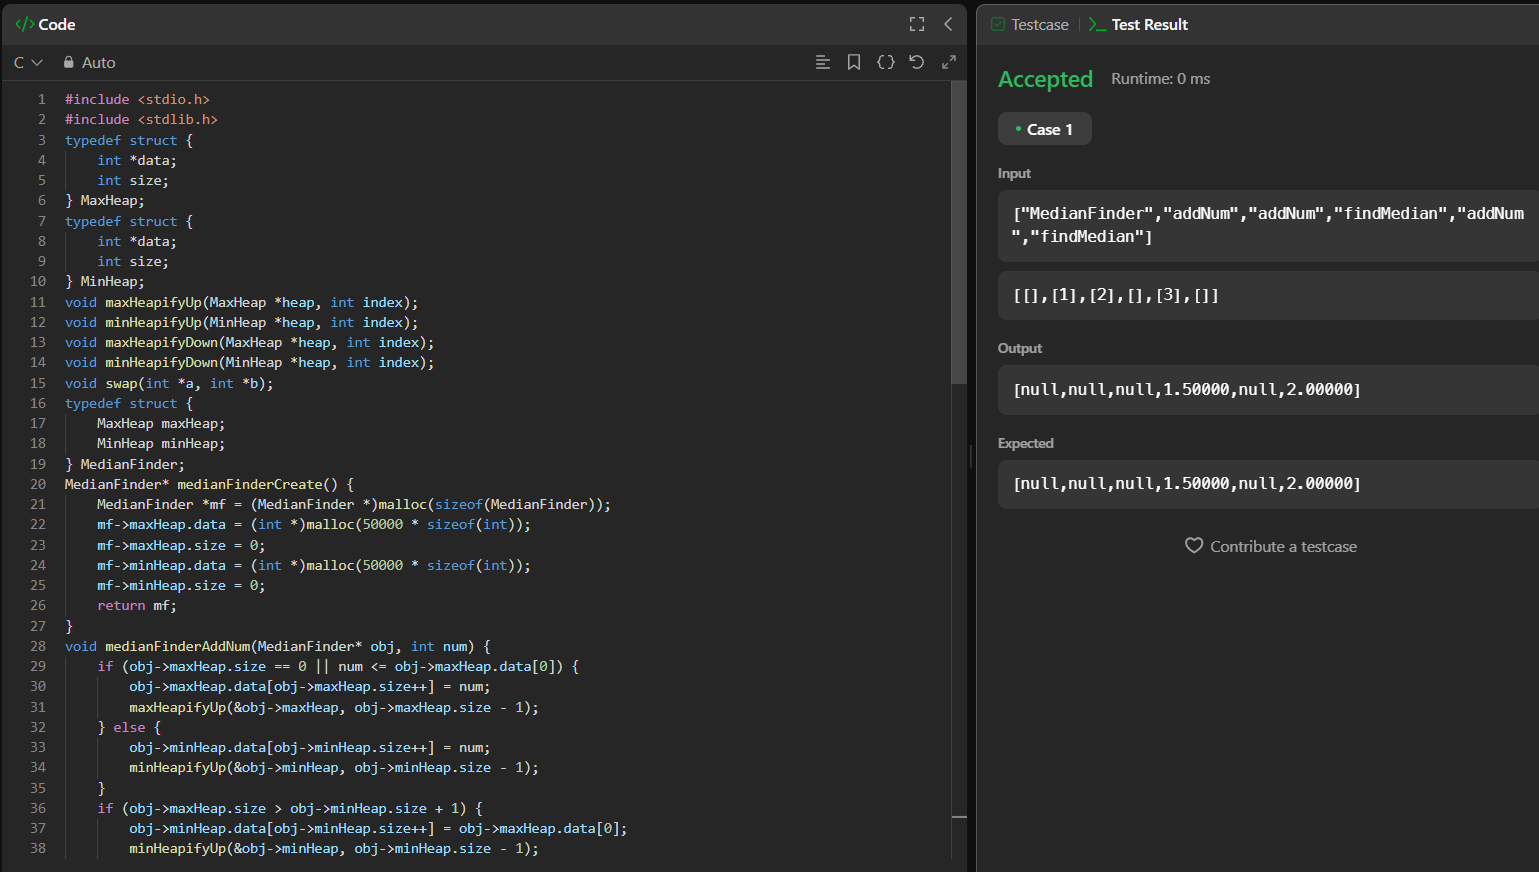 Code
C
Auto
1 #include <stdio.h>
2 #include <stdlib.h>
3 typedef struct {
4     int *data;
5     int size;
6 } MaxHeap;
7 typedef struct {
8     int *data;
9     int size;
10 } MinHeap;
11 void maxHeapifyUp(MaxHeap *heap, int index);
12 void minHeapifyUp(MinHeap *heap, int index);
13 void maxHeapifyDown(MaxHeap *heap, int index);
14 void minHeapifyDown(MinHeap *heap, int index);
15 void swap(int *a, int *b);
16 typedef struct {
17     MaxHeap maxHeap;
18     MinHeap minHeap;
19 } MedianFinder;
20 MedianFinder* medianFinderCreate() {
21     MedianFinder *mf = (MedianFinder *)malloc(sizeof(MedianFinder));
22     mf->maxHeap.data = (int *)malloc(50000 * sizeof(int));
23     mf->maxHeap.size = 0;
24     mf->minHeap.data = (int *)malloc(50000 * sizeof(int));
25     mf->minHeap.size = 0;
26     return mf;
27 }
28 void medianFinderAddNum(MedianFinder* obj, int num) {
29     if (obj->maxHeap.size == 0 || num <= obj->maxHeap.data[0]) {
30         obj->maxHeap.data[obj->maxHeap.size++] = num;
31         maxHeapifyUp(&obj->maxHeap, obj->maxHeap.size - 1);
32     } else {
33         obj->minHeap.data[obj->minHeap.size++] = num;
34         minHeapifyUp(&obj->minHeap, obj->minHeap.size - 1);
35     }
36     if (obj->maxHeap.size > obj->minHeap.size + 1) {
37         obj->minHeap.data[obj->minHeap.size++] = obj->maxHeap.data[0];
38         minHeapifyUp(&obj->minHeap, obj->minHeap.size - 1);
Testcase
Test Result
Accepted
Runtime: 0 ms
Case 1
Input
["MedianFinder","addNum","addNum","findMedian","addNum
","findMedian"]
[[],[1],[2],[],[3],[]]
Output
[null,null,null,1.50000,null,2.00000]
Expected
[null,null,null,1.50000,null,2.00000]
Contribute a testcase